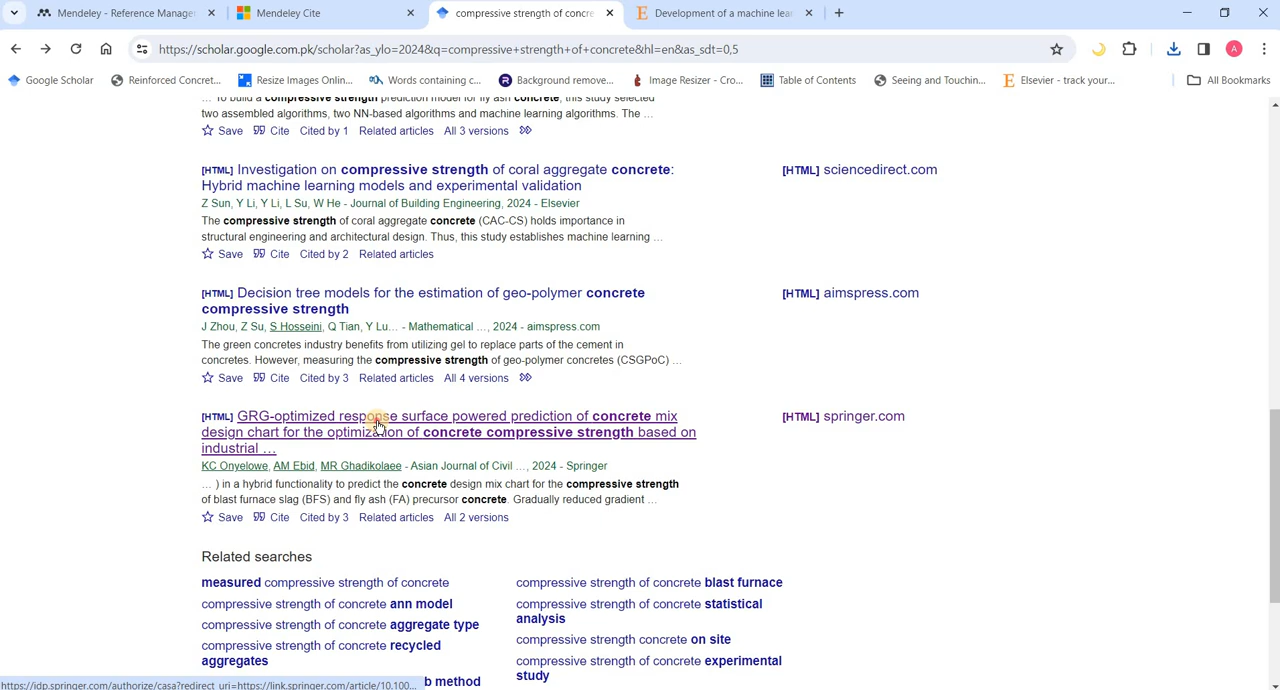 Mendeley - Reference Manage
Mendeley Cite
compressive strength of concre
Development of a machine lea
https://scholar.google.com.pk/scholar?as_ylo=2024&q=compressive+strength+of+concrete&hl=en&as_sdt=0,5
A
Google Scholar
Reinforced Concret...
Resize Images Onlin...
Words containing c...
Background remove...
Image Resizer - Cro...
Table of Contents
Seeing and Touchin...
Elsevier - track your...
All Bookmarks
... To build a compressive strength prediction model for fly ash concrete, this study selected
two assembled algorithms, two NN-based algorithms and machine learning algorithms. The ...
Save Cite Cited by 1 Related articles All 3 versions
[HTML] Investigation on compressive strength of coral aggregate concrete:
Hybrid machine learning models and experimental validation
Z Sun, Y Li, Y Li, L Su, W He - Journal of Building Engineering, 2024 - Elsevier
The compressive strength of coral aggregate concrete (CAC-CS) holds importance in
structural engineering and architectural design. Thus, this study establishes machine learning ...
Save Cite Cited by 2 Related articles
[HTML] sciencedirect.com
[HTML] Decision tree models for the estimation of geo-polymer concrete
compressive strength
J Zhou, Z Su, S Hosseini, Q Tian, Y Lu... - Mathematical ..., 2024 - aimspress.com
The green concretes industry benefits from utilizing gel to replace parts of the cement in
concretes. However, measuring the compressive strength of geo-polymer concretes (CSGPoC) ...
Save Cite Cited by 3 Related articles All 4 versions
[HTML] aimspress.com
[HTML] GRG-optimized response surface powered prediction of concrete mix
design chart for the optimization of concrete compressive strength based on
industrial ...
KC Onyelowe, AM Ebid, MR Ghadikolaee - Asian Journal of Civil ..., 2024 - Springer
... ) in a hybrid functionality to predict the concrete design mix chart for the compressive strength
of blast furnace slag (BFS) and fly ash (FA) precursor concrete. Gradually reduced gradient ...
Save Cite Cited by 3 Related articles All 2 versions
[HTML] springer.com
Related searches
measured compressive strength of concrete
compressive strength of concrete ann model
compressive strength of concrete aggregate type
compressive strength of concrete recycled
aggregates
b method
compressive strength of concrete blast furnace
compressive strength of concrete statistical
analysis
compressive strength concrete on site
compressive strength of concrete experimental
study
https://idp.springer.com/authorize/casa?redirect_uri=https://link.springer.com/article/10.100...